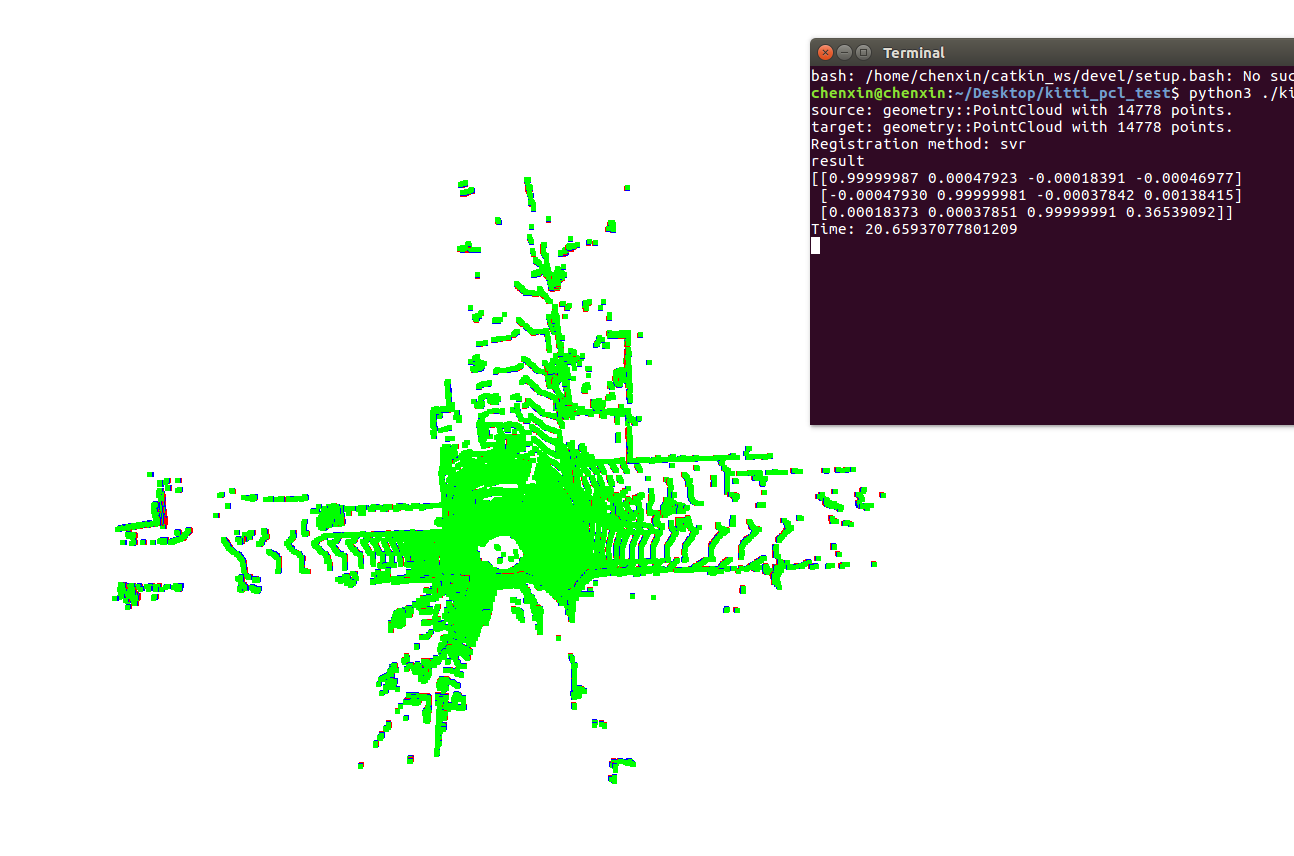 Terminal
bash: /home/chenxin/catkin_ws/devel/setup.bash: No suc
chenxin@chenxin:~/Desktop/kitti_pcl_test$ python3 ./ki
source: geometry::PointCloud with 14778 points.
target: geometry::PointCloud with 14778 points.
Registration method: svr
result
[[0.99999987 0.00047923 -0.00018391 -0.00046977]
[-0.00047930 0.99999981 -0.00037842 0.00138415]
[0.00018373 0.00037851 0.99999991 0.36539092]]
Time: 20.65937077801209